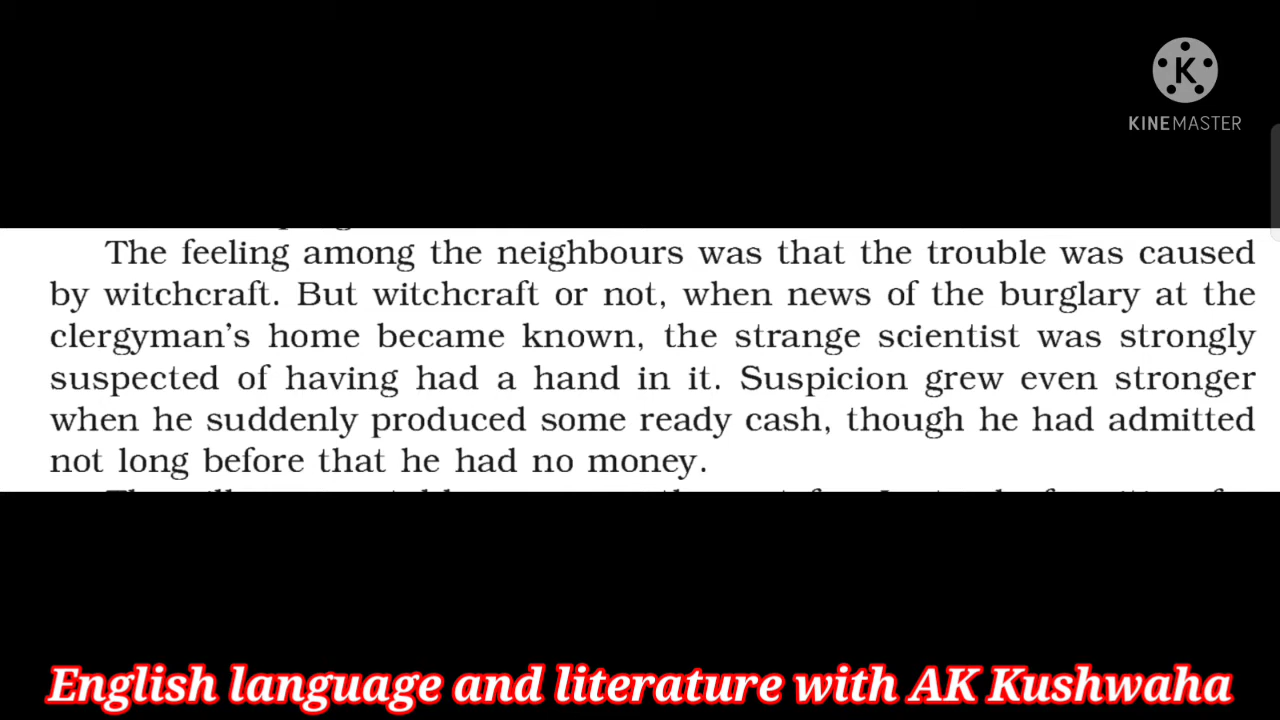 KINEMASTER
The feeling among the neighbours was that the trouble was caused
by witchcraft. But witchcraft or not, when news of the burglary at the
clergyman's home became known, the strange scientist was strongly
suspected of having had a hand in it. Suspicion grew even stronger
when he suddenly produced some ready cash, though he had admitted
not long before that he had no money.
English language and literature with AK Kushwaha